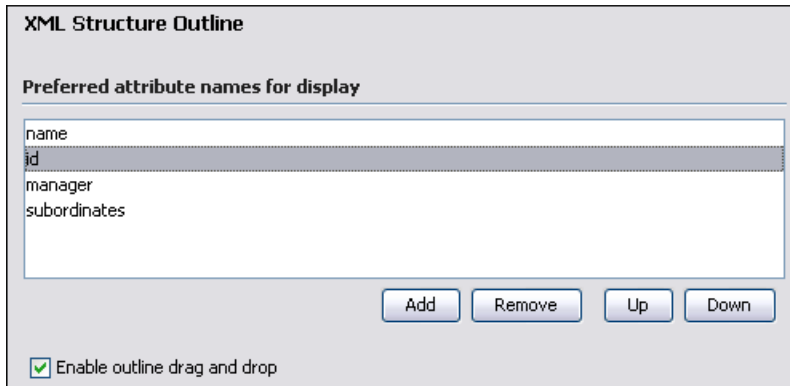 XML Structure Outline
Preferred attribute names for display
name
id
manager
subordinates
Add Remove Up Down
Enable outline drag and drop